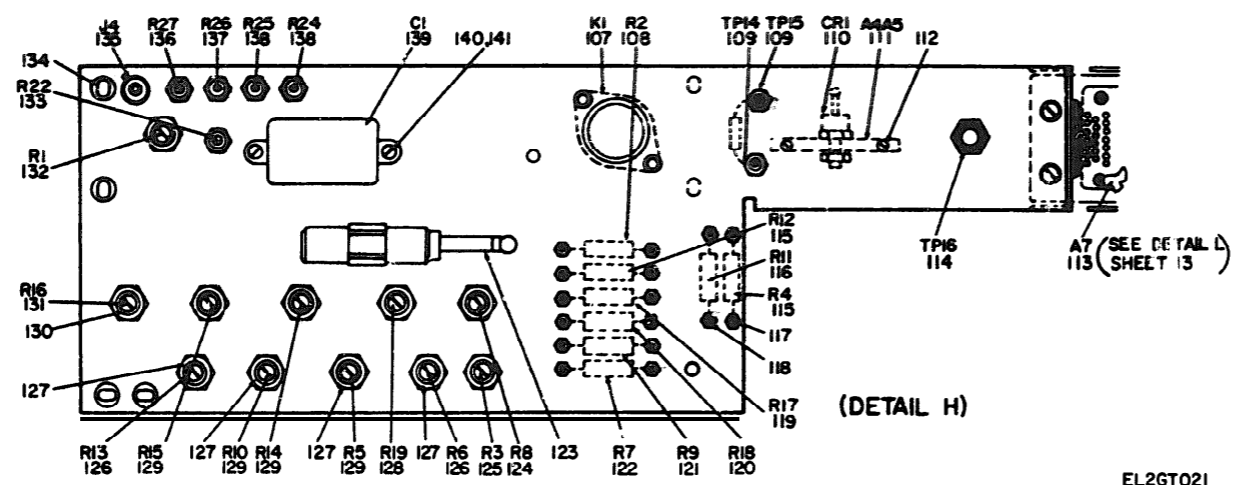 J4 135
R27 136
R26 137
R25 138
R24 138
C1 139
140,141
K1 107
R2 108
TP14 109
TP15 109
CR1 110
A4A5 111
112
134
R22 133
R1 132
R12 115
R11 116
R4 115
117
118
TP16 114
A7 113 (SEE DETAIL L SHEET 13)
R16 131
130
127
R17 119
(DETAIL H)
R13 126
R15 129
127
R10 129
R14 129
127
R5 129
R19 128
127
R6 126
R3 125
R8 124
123
R7 122
R9 121
R18 120
EL2GT021